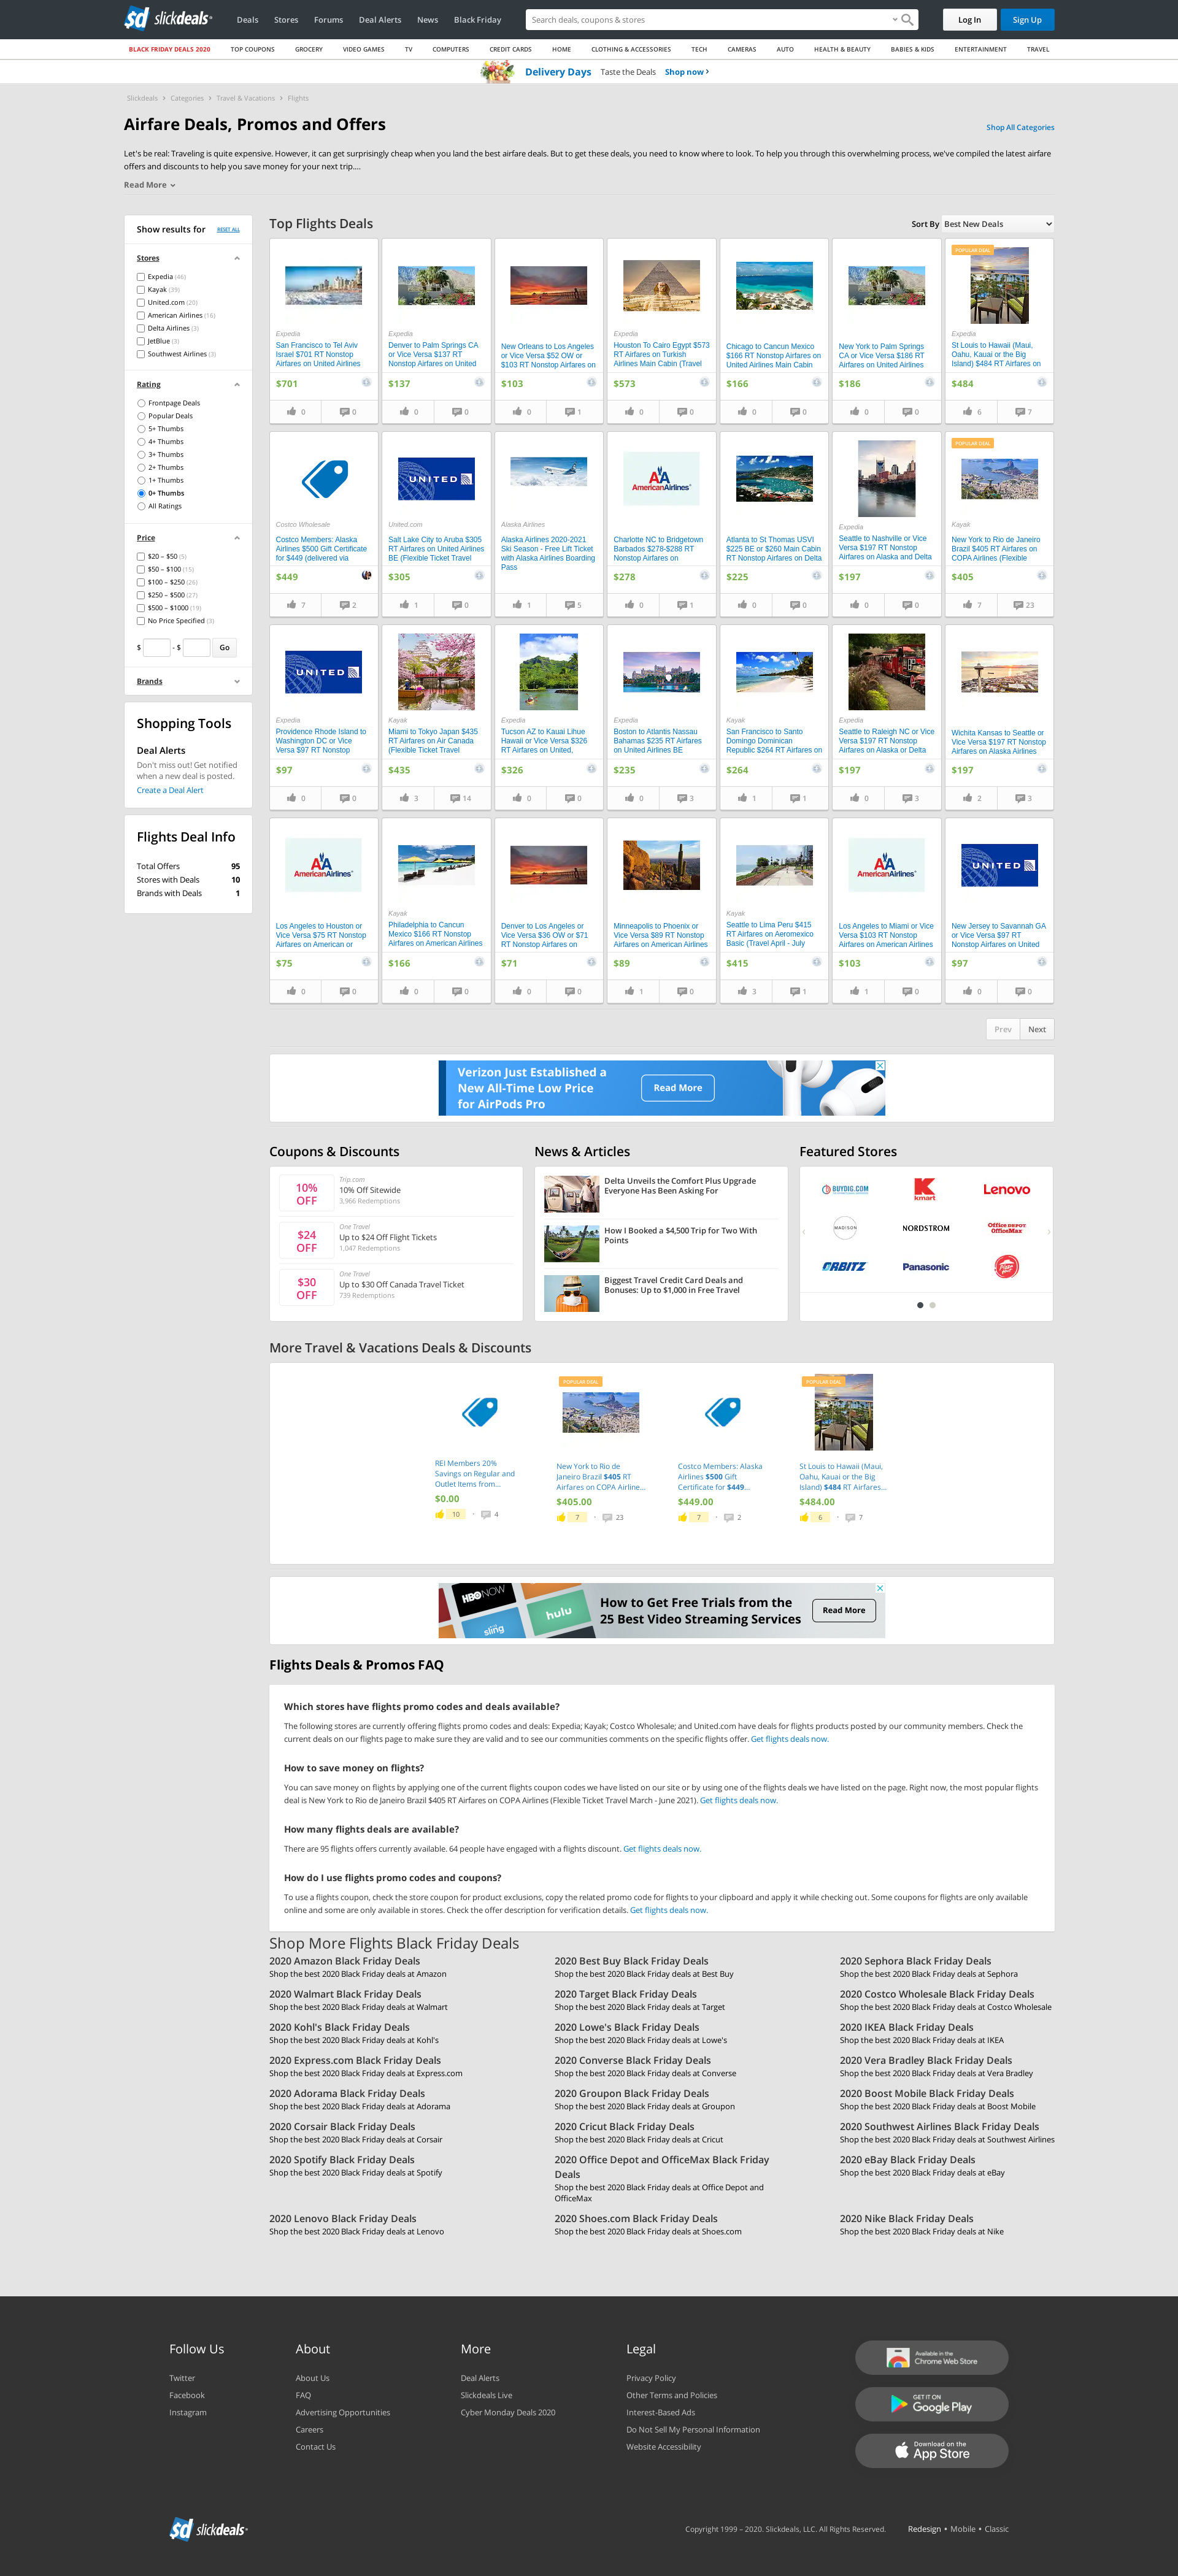 slickdeals
Deals
Stores
Forums
Deal Alerts
News
Black Friday
Search deals, coupons & stores
Log In
Sign Up
BLACK FRIDAY DEALS 2020
TOP COUPONS
GROCERY
VIDEO GAMES
TV
COMPUTERS
CREDIT CARDS
HOME
CLOTHING & ACCESSORIES
TECH
CAMERAS
AUTO
HEALTH & BEAUTY
BABIES & KIDS
ENTERTAINMENT
TRAVEL
Delivery Days Taste the Deals Shop now ›
Slickdeals › Categories › Travel & Vacations › Flights
Airfare Deals, Promos and Offers
Shop All Categories
Let's be real: Traveling is quite expensive. However, it can get surprisingly cheap when you land the best airfare deals. But to get these deals, you need to know where to look. To help you through this overwhelming process, we've compiled the latest airfare
offers and discounts to help you save money for your next trip....
Read More
Show results for
RESET ALL
Stores
Expedia (46)
Kayak (39)
United.com (20)
American Airlines (16)
Delta Airlines (3)
JetBlue (3)
Southwest Airlines (3)
Rating
Frontpage Deals
Popular Deals
5+ Thumbs
4+ Thumbs
3+ Thumbs
2+ Thumbs
1+ Thumbs
0+ Thumbs
All Ratings
Price
$20 – $50 (5)
$50 – $100 (15)
$100 – $250 (26)
$250 – $500 (27)
$500 – $1000 (19)
No Price Specified (3)
$ - $ Go
Brands
Shopping Tools
Deal Alerts
Don't miss out! Get notified
when a new deal is posted.
Create a Deal Alert
Flights Deal Info
Total Offers 95
Stores with Deals 10
Brands with Deals 1
Top Flights Deals
Sort By Best New Deals
Expedia
San Francisco to Tel Aviv
Israel $701 RT Nonstop
Airfares on United Airlines
$701
0 0
Expedia
Denver to Palm Springs CA
or Vice Versa $137 RT
Nonstop Airfares on United
$137
0 0
New Orleans to Los Angeles
or Vice Versa $52 OW or
$103 RT Nonstop Airfares on
$103
0 1
Expedia
Houston To Cairo Egypt $573
RT Airfares on Turkish
Airlines Main Cabin (Travel
$573
0 0
Chicago to Cancun Mexico
$166 RT Nonstop Airfares on
United Airlines Main Cabin
$166
0 0
New York to Palm Springs
CA or Vice Versa $186 RT
Airfares on United Airlines
$186
0 0
POPULAR DEAL
Expedia
St Louis to Hawaii (Maui,
Oahu, Kauai or the Big
Island) $484 RT Airfares on
$484
6 7
Costco Wholesale
Costco Members: Alaska
Airlines $500 Gift Certificate
for $449 (delivered via
$449
7 2
UNITED
United.com
Salt Lake City to Aruba $305
RT Airfares on United Airlines
BE (Flexible Ticket Travel
$305
1 0
Alaska Airlines
Alaska Airlines 2020-2021
Ski Season - Free Lift Ticket
with Alaska Airlines Boarding
Pass
1 5
AA
AmericanAirlines
Charlotte NC to Bridgetown
Barbados $278-$288 RT
Nonstop Airfares on
$278
0 1
Atlanta to St Thomas USVI
$225 BE or $260 Main Cabin
RT Nonstop Airfares on Delta
$225
0 0
Expedia
Seattle to Nashville or Vice
Versa $197 RT Nonstop
Airfares on Alaska and Delta
$197
0 0
POPULAR DEAL
Kayak
New York to Rio de Janeiro
Brazil $405 RT Airfares on
COPA Airlines (Flexible
$405
7 23
UNITED
Expedia
Providence Rhode Island to
Washington DC or Vice
Versa $97 RT Nonstop
$97
0 0
Kayak
Miami to Tokyo Japan $435
RT Airfares on Air Canada
(Flexible Ticket Travel
$435
3 14
Expedia
Tucson AZ to Kauai Lihue
Hawaii or Vice Versa $326
RT Airfares on United,
$326
0 0
Expedia
Boston to Atlantis Nassau
Bahamas $235 RT Airfares
on United Airlines BE
$235
0 3
Kayak
San Francisco to Santo
Domingo Dominican
Republic $264 RT Airfares on
$264
1 1
Expedia
Seattle to Raleigh NC or Vice
Versa $197 RT Nonstop
Airfares on Alaska or Delta
$197
0 3
Wichita Kansas to Seattle or
Vice Versa $197 RT Nonstop
Airfares on Alaska Airlines
$197
2 3
AA
AmericanAirlines
Los Angeles to Houston or
Vice Versa $75 RT Nonstop
Airfares on American or
$75
0 0
Kayak
Philadelphia to Cancun
Mexico $166 RT Nonstop
Airfares on American Airlines
$166
0 0
Denver to Los Angeles or
Vice Versa $36 OW or $71
RT Nonstop Airfares on
$71
0 0
Minneapolis to Phoenix or
Vice Versa $89 RT Nonstop
Airfares on American Airlines
$89
1 0
Kayak
Seattle to Lima Peru $415
RT Airfares on Aeromexico
Basic (Travel April - July
$415
3 1
AA
AmericanAirlines
Los Angeles to Miami or Vice
Versa $103 RT Nonstop
Airfares on American Airlines
$103
1 0
UNITED
New Jersey to Savannah GA
or Vice Versa $97 RT
Nonstop Airfares on United
$97
0 0
Prev Next
Verizon Just Established a
New All-Time Low Price
for AirPods Pro
Read More
Coupons & Discounts
10% OFF
Trip.com
10% Off Sitewide
3,966 Redemptions
$24 OFF
One Travel
Up to $24 Off Flight Tickets
1,047 Redemptions
$30 OFF
One Travel
Up to $30 Off Canada Travel Ticket
739 Redemptions
News & Articles
Delta Unveils the Comfort Plus Upgrade
Everyone Has Been Asking For
How I Booked a $4,500 Trip for Two With
Points
Biggest Travel Credit Card Deals and
Bonuses: Up to $1,000 in Free Travel
Featured Stores
BUYDIG.COM
kmart
Lenovo
MADISON
NORDSTROM
Office DEPOT
OfficeMax
ORBITZ
Panasonic
More Travel & Vacations Deals & Discounts
REI Members 20%
Savings on Regular and
Outlet Items from...
$0.00
10 • 4
POPULAR DEAL
New York to Rio de
Janeiro Brazil $405 RT
Airfares on COPA Airline...
$405.00
7 • 23
Costco Members: Alaska
Airlines $500 Gift
Certificate for $449...
$449.00
7 • 2
POPULAR DEAL
St Louis to Hawaii (Maui,
Oahu, Kauai or the Big
Island) $484 RT Airfares...
$484.00
6 • 7
HBO NOW
hulu
sling
How to Get Free Trials from the
25 Best Video Streaming Services
Read More
Flights Deals & Promos FAQ
Which stores have flights promo codes and deals available?
The following stores are currently offering flights promo codes and deals: Expedia; Kayak; Costco Wholesale; and United.com have deals for flights products posted by our community members. Check the
current deals on our flights page to make sure they are valid and to see our communities comments on the specific flights offer. Get flights deals now.
How to save money on flights?
You can save money on flights by applying one of the current flights coupon codes we have listed on our site or by using one of the flights deals we have listed on the page. Right now, the most popular flights
deal is New York to Rio de Janeiro Brazil $405 RT Airfares on COPA Airlines (Flexible Ticket Travel March - June 2021). Get flights deals now.
How many flights deals are available?
There are 95 flights offers currently available. 64 people have engaged with a flights discount. Get flights deals now.
How do I use flights promo codes and coupons?
To use a flights coupon, check the store coupon for product exclusions, copy the related promo code for flights to your clipboard and apply it while checking out. Some coupons for flights are only available
online and some are only available in stores. Check the offer description for verification details. Get flights deals now.
Shop More Flights Black Friday Deals
2020 Amazon Black Friday Deals
Shop the best 2020 Black Friday deals at Amazon
2020 Best Buy Black Friday Deals
Shop the best 2020 Black Friday deals at Best Buy
2020 Sephora Black Friday Deals
Shop the best 2020 Black Friday deals at Sephora
2020 Walmart Black Friday Deals
Shop the best 2020 Black Friday deals at Walmart
2020 Target Black Friday Deals
Shop the best 2020 Black Friday deals at Target
2020 Costco Wholesale Black Friday Deals
Shop the best 2020 Black Friday deals at Costco Wholesale
2020 Kohl's Black Friday Deals
Shop the best 2020 Black Friday deals at Kohl's
2020 Lowe's Black Friday Deals
Shop the best 2020 Black Friday deals at Lowe's
2020 IKEA Black Friday Deals
Shop the best 2020 Black Friday deals at IKEA
2020 Express.com Black Friday Deals
Shop the best 2020 Black Friday deals at Express.com
2020 Converse Black Friday Deals
Shop the best 2020 Black Friday deals at Converse
2020 Vera Bradley Black Friday Deals
Shop the best 2020 Black Friday deals at Vera Bradley
2020 Adorama Black Friday Deals
Shop the best 2020 Black Friday deals at Adorama
2020 Groupon Black Friday Deals
Shop the best 2020 Black Friday deals at Groupon
2020 Boost Mobile Black Friday Deals
Shop the best 2020 Black Friday deals at Boost Mobile
2020 Corsair Black Friday Deals
Shop the best 2020 Black Friday deals at Corsair
2020 Cricut Black Friday Deals
Shop the best 2020 Black Friday deals at Cricut
2020 Southwest Airlines Black Friday Deals
Shop the best 2020 Black Friday deals at Southwest Airlines
2020 Spotify Black Friday Deals
Shop the best 2020 Black Friday deals at Spotify
2020 Office Depot and OfficeMax Black Friday
Deals
Shop the best 2020 Black Friday deals at Office Depot and
OfficeMax
2020 eBay Black Friday Deals
Shop the best 2020 Black Friday deals at eBay
2020 Lenovo Black Friday Deals
Shop the best 2020 Black Friday deals at Lenovo
2020 Shoes.com Black Friday Deals
Shop the best 2020 Black Friday deals at Shoes.com
2020 Nike Black Friday Deals
Shop the best 2020 Black Friday deals at Nike
Follow Us
Twitter
Facebook
Instagram
About
About Us
FAQ
Advertising Opportunities
Careers
Contact Us
More
Deal Alerts
Slickdeals Live
Cyber Monday Deals 2020
Legal
Privacy Policy
Other Terms and Policies
Interest-Based Ads
Do Not Sell My Personal Information
Website Accessibility
Available in the
Chrome Web Store
GET IT ON
Google Play
Download on the
App Store
slickdeals
Copyright 1999 – 2020. Slickdeals, LLC. All Rights Reserved.
Redesign • Mobile • Classic